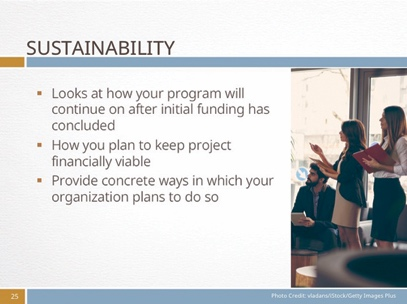 SUSTAINABILITY
Looks at how your program will
continue on after initial funding has
concluded
How you plan to keep project
financially viable
Provide concrete ways in which your
organization plans to do so
25
Photo Credit: vladans/iStock/Getty Images Plus